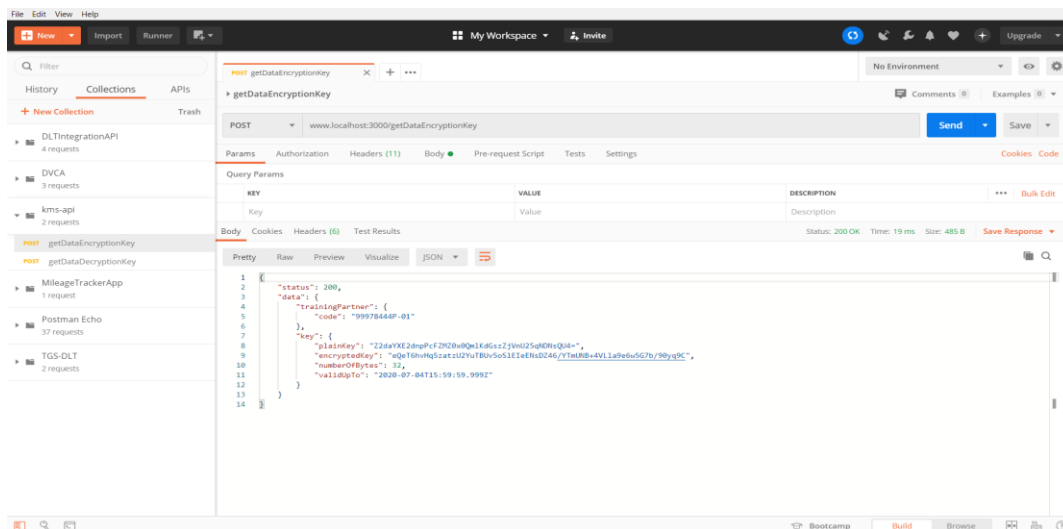 File Edit View Help
New Import Runner My Workspace Invite Upgrade
Filter
History Collections APIs
+ New Collection Trash
DLTIntegrationAPI
4 requests
DVCA
3 requests
kms-api
2 requests
POST getDataEncryptionKey
POST getDataDecryptionKey
MileageTrackerApp
1 request
Postman Echo
37 requests
TGS-DLT
2 requests
POST getDataEncryptionKey × + •••
No Environment
getDataEncryptionKey
Comments 0 Examples 0
POST www.localhost:3000/getDataEncryptionKey Send Save
Params Authorization Headers (11) Body Pre-request Script Tests Settings Cookies Code
Query Params
KEY VALUE DESCRIPTION ••• Bulk Edit
Key Value Description
Body Cookies Headers (6) Test Results Status: 200 OK Time: 19 ms Size: 485 B Save Response
Pretty Raw Preview Visualize JSON
1 {
2 "status": 200,
3 "data": {
4 "trainingPartner": {
5 "code": "99978444P-01"
6 },
7 "key": {
8 "plainKey":
9 "encryptedKey":
10 "numberOfBytes": 32,
11 "validUpTo": "2020-07-04T15:59:59.999Z"
12 }
13 }
14 }
Bootcamp Build Browse